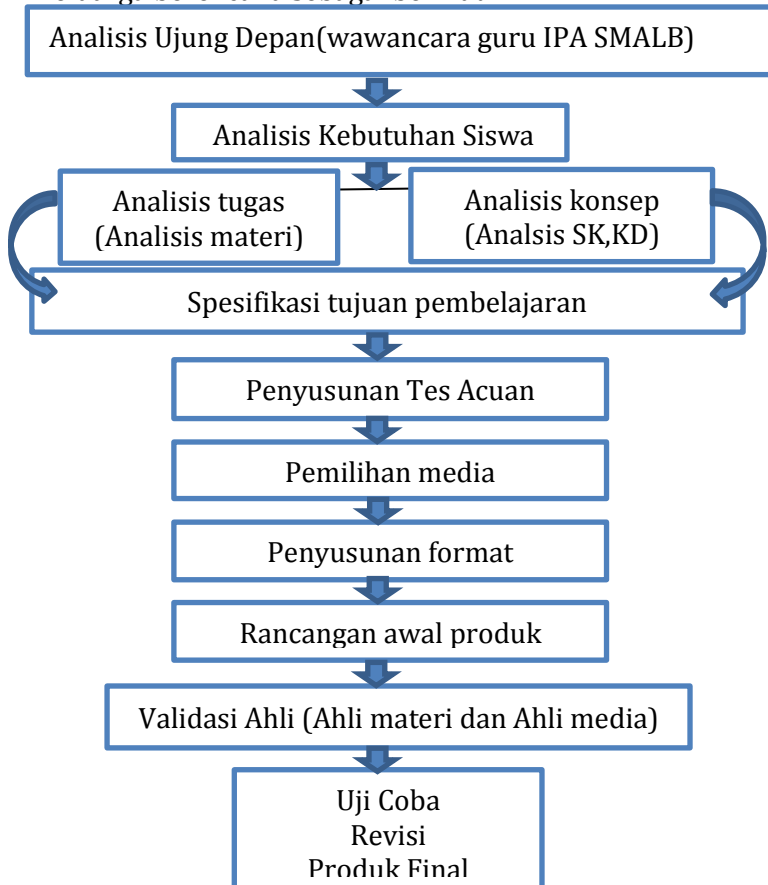 Analisis Ujung Depan(wawancara guru IPA SMALB)
Analisis Kebutuhan Siswa
Analisis tugas
(Analisis materi)
Analisis konsep
(Analsis SK,KD)
Spesifikasi tujuan pembelajaran
Penyusunan Tes Acuan
Pemilihan media
Penyusunan format
Rancangan awal produk
Validasi Ahli (Ahli materi dan Ahli media)
Uji Coba
Revisi
Produk Final